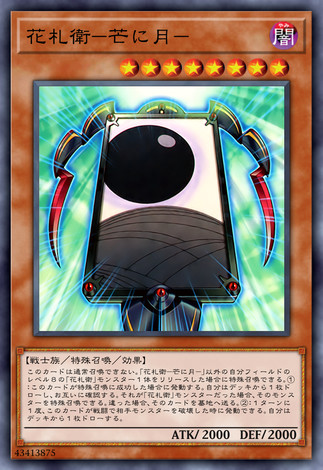 花札衛－芒に月－
闇
やみ
【戦士族／特殊召喚／効果】
このカードは通常召喚できない。「花札衛－芒に月－」以外の自分フィールドの
レベル８の「花札衛」モンスター１体をリリースした場合に特殊召喚できる。①
：このカードが特殊召喚に成功した場合に発動する。自分はデッキから１枚ドロ
ーし、お互いに確認する。それが「花札衛」モンスターだった場合、そのモンス
ターを特殊召喚できる。違った場合、そのカードを墓地へ送る。②：１ターンに
１度、このカードが戦闘で相手モンスターを破壊した時に発動できる。自分は
デッキから１枚ドローする。
ATK/ 2000 DEF/ 2000
43413875